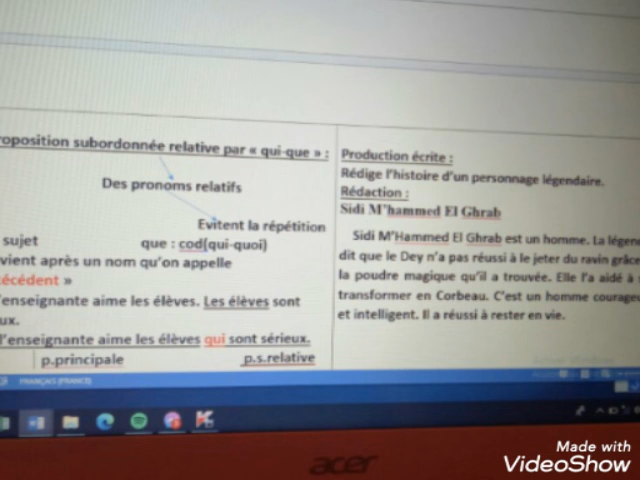 roposition subordonnée relative par « qui-que » :
Des pronoms relatifs
Evitent la répétition
sujet que : cod(qui-quoi)
vient après un nom qu'on appelle
écédent »
'enseignante aime les élèves. Les élèves sont
ux.
l'enseignante aime les élèves qui sont sérieux.
p.principale p.s.relative
Production écrite :
Rédige l'histoire d'un personnage légendaire.
Rédaction :
Sidi M'hammed El Ghrab
Sidi M'Hammed El Ghrab est un homme. La légen
dit que le Dey n'a pas réussi à le jeter du ravin grâce
la poudre magique qu'il a trouvée. Elle l'a aidé à s
transformer en Corbeau. C'est un homme courage
et intelligent. Il a réussi à rester en vie.
FRANÇAIS (FRANCE)
acer
Made with
VideoShow